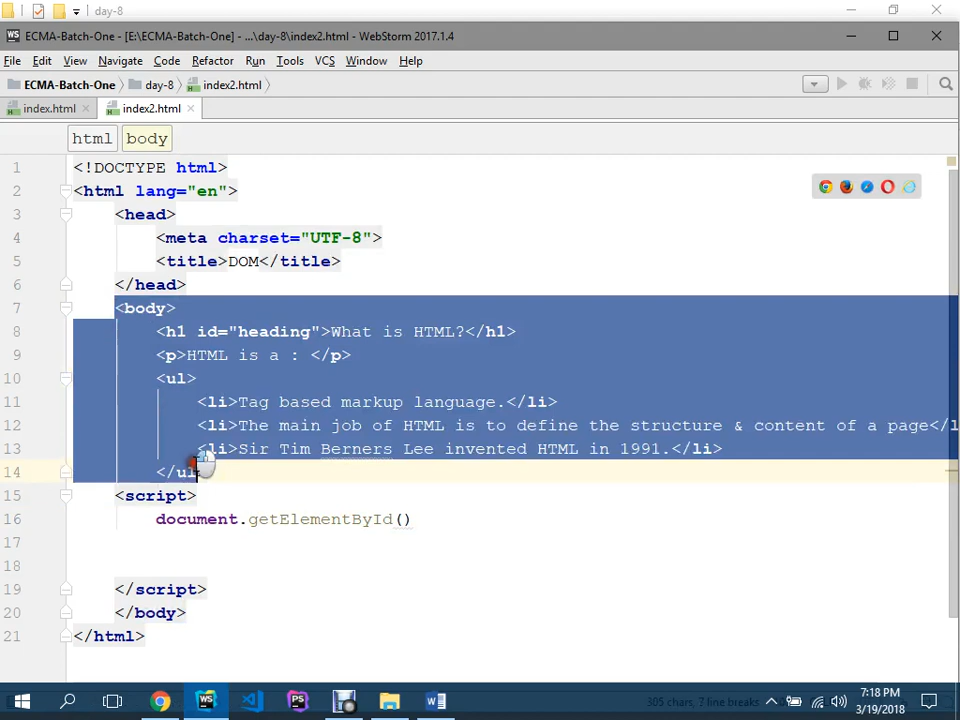 day-8
WS ECMA-Batch-One - [E:\ECMA-Batch-One] - ...\day-8\index2.html - WebStorm 2017.1.4
File Edit View Navigate Code Refactor Run Tools VCS Window Help
ECMA-Batch-One day-8 index2.html
index.html index2.html
html body
1 <!DOCTYPE html>
2 <html lang="en">
3 <head>
4 <meta charset="UTF-8">
5 <title>DOM</title>
6 </head>
7 <body>
8 <h1 id="heading">What is HTML?</h1>
9 <p>HTML is a : </p>
10 <ul>
11 <li>Tag based markup language.</li>
12 <li>The main job of HTML is to define the structure & content of a page</l
13 <li>Sir Tim Berners Lee invented HTML in 1991.</li>
14 </ul
15 <script>
16 document.getElementById()
17
18
19 </script>
20 </body>
21 </html>
305 chars, 7 line breaks
7:18 PM
3/19/2018